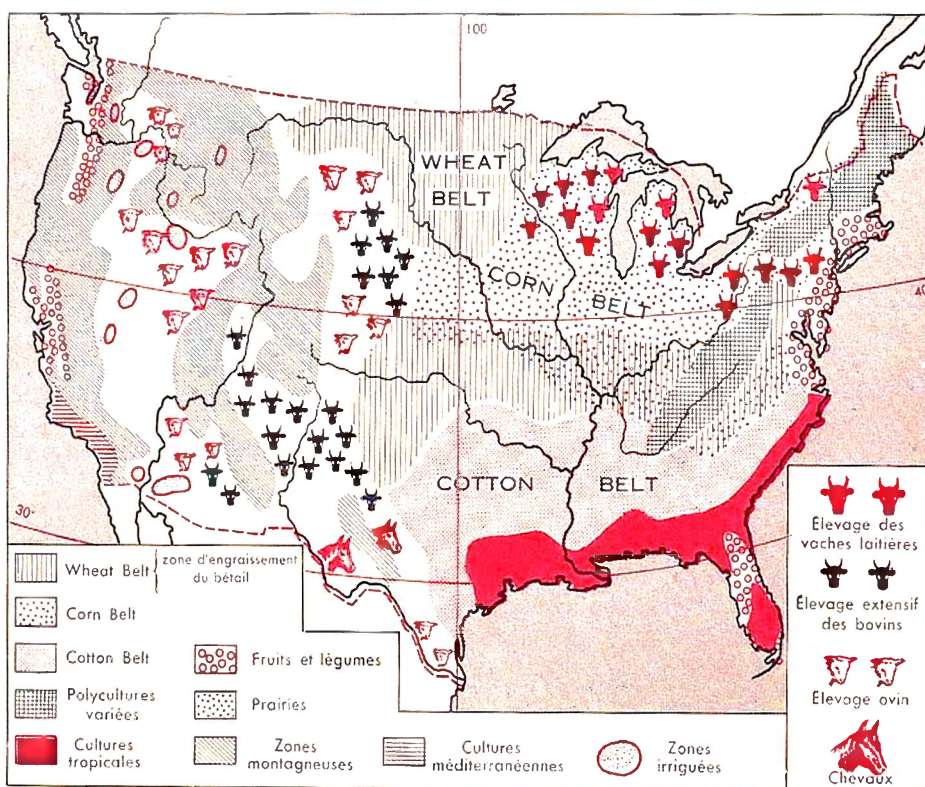 100
WHEAT
BELT
CORN
BELT
40
COTTON
BELT
30
Wheat Belt
zone d'engraissement
du bétail
Corn Belt
Cotton Belt
Fruits et légumes
Polycultures
variées
Prairies
Cultures
tropicales
Zones
montagneuses
Cultures
méditerranéennes
Zones
irriguées
Élevage des
vaches laitières
Élevage extensif
des bovins
Élevage ovin
Chevaux